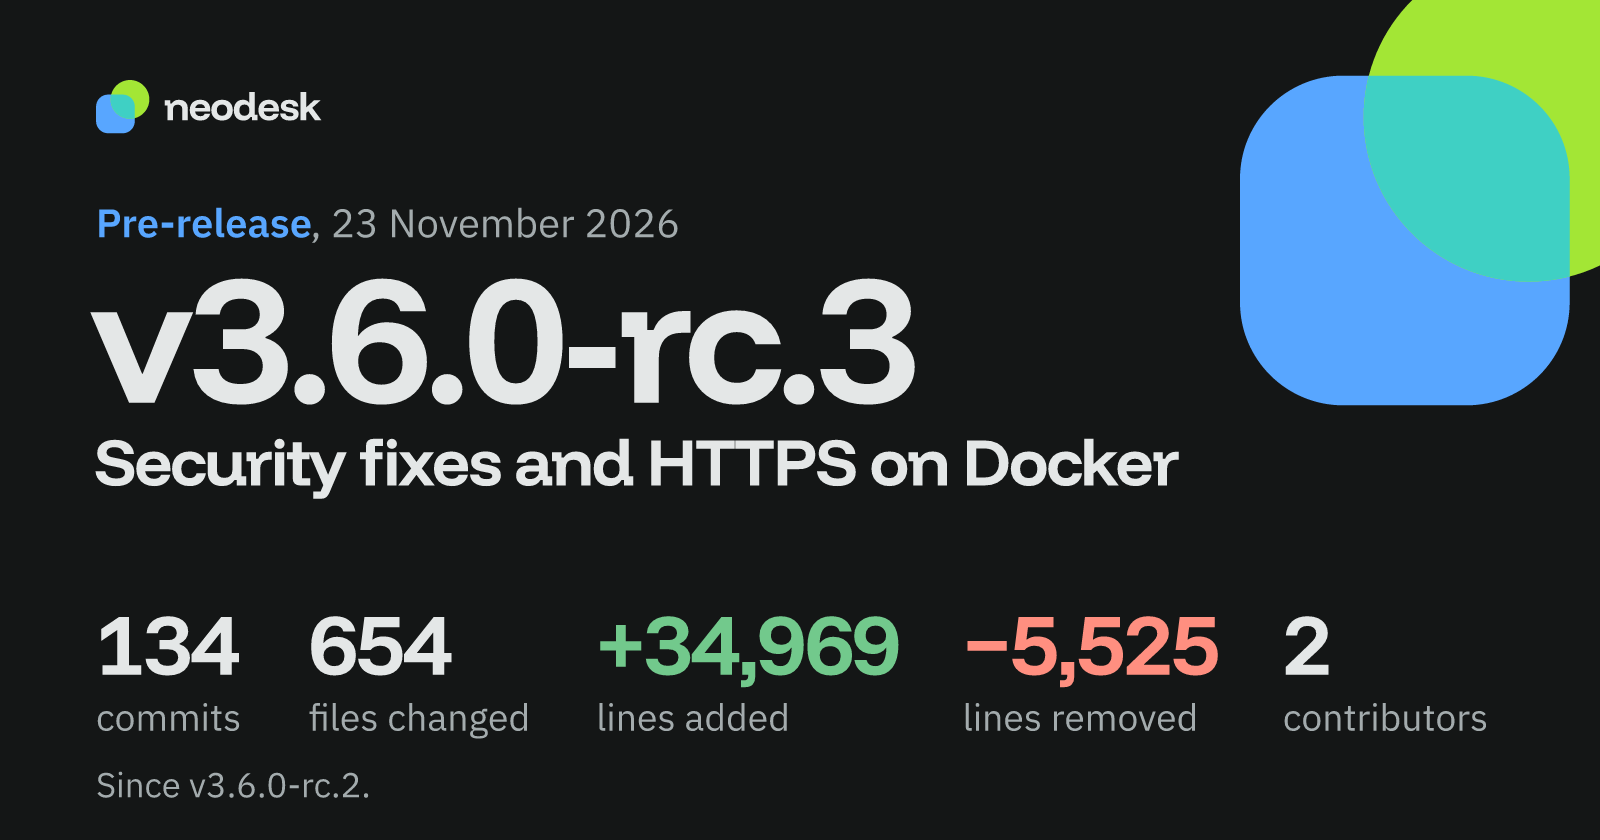 neodesk
Pre-release, 23 November 2026
v3.6.0-rc.3
Security fixes and HTTPS on Docker
134
commits
654
files changed
+34,969
lines added
−5,525
lines removed
2
contributors
Since v3.6.0-rc.2.